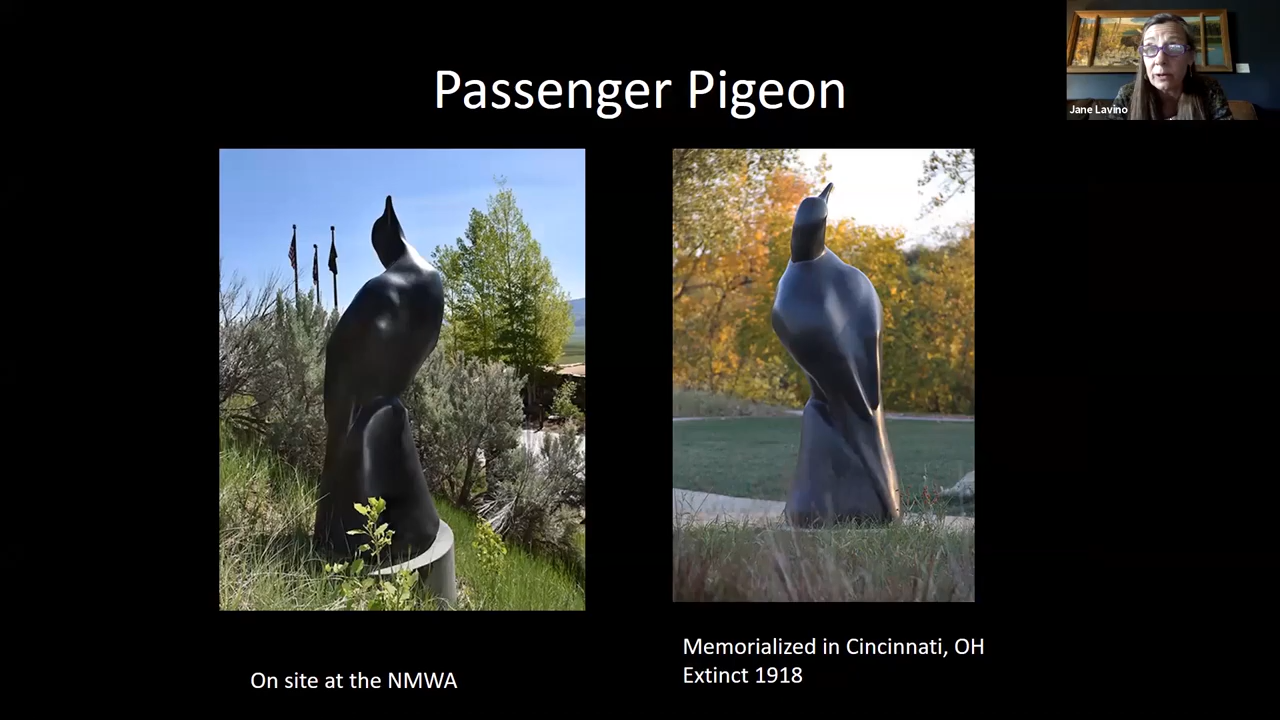 Passenger Pigeon
Jane Lavino
On site at the NMWA
Memorialized in Cincinnati, OH
Extinct 1918